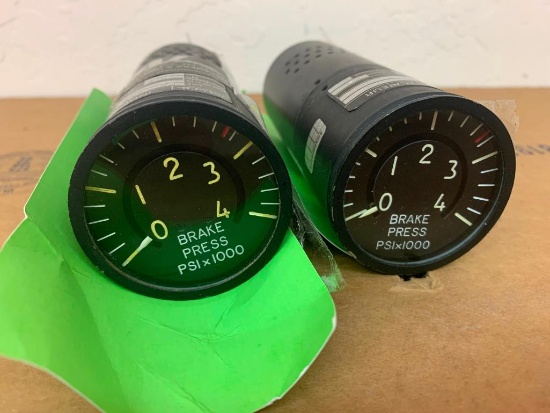 0 1 2 3 4
BRAKE
PRESS
PSI x 1000
0 1 2 3 4
BRAKE
PRESS
PSI x 1000